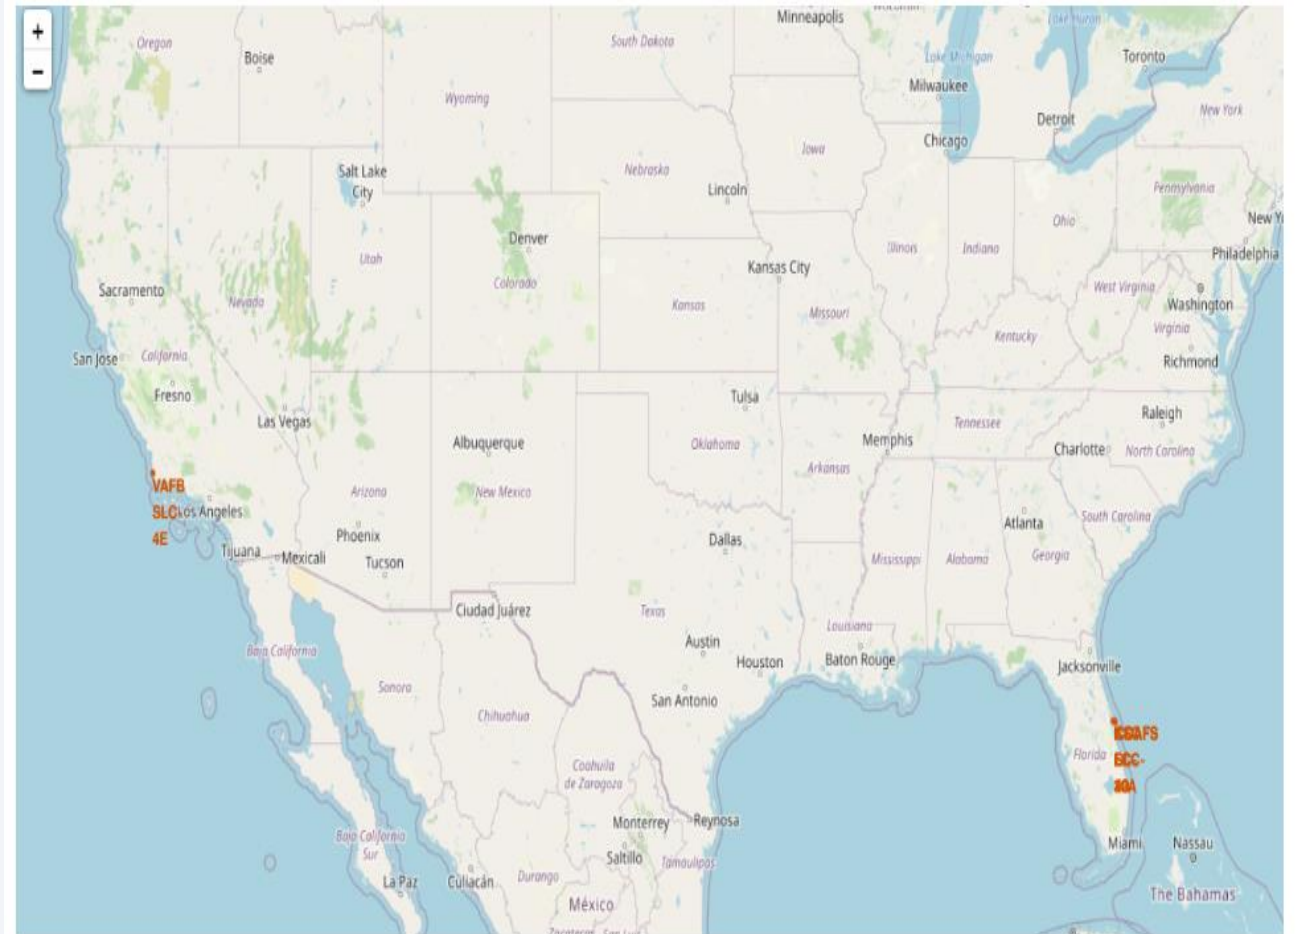 +
−
Minneapolis
Lake Huron
Oregon
South Dakota
Boise
Lake Michigan
Toronto
Milwaukee
Wyoming
New York
Detroit
Chicago
Iowa
Salt Lake
City
Nebraska
Lincoln
Pennsylvania
Ohio
Denver
Illinois
Indiana
Philadelphia
Utah
Kansas City
Colorado
Sacramento
Nevada
West Virginia
Washington
Kansas
Missouri
Virginia
Kentucky
San Jose
California
Richmond
Fresno
Tulsa
Las Vegas
Raleigh
Tennessee
Albuquerque
Oklahoma
Memphis
Charlotte
North Carolina
Arkansas
VAFB
Arizona
New Mexico
SLC
Los Angeles
South Carolina
Atlanta
4E
Phoenix
Dallas
Tijuana
Mexicali
Tucson
Mississippi
Alabama
Georgia
Ciudad Juárez
Texas
Louisiana
Austin
Baja California
Houston
Baton Rouge
Jacksonville
Sonora
San Antonio
Chihuahua
Florida
Coahuila
de Zaragoza
Monterrey
Reynosa
Baja California
Sur
Miami
Nassau
Saltillo
Tamaulipas
La Paz
Culiacán
Durango
The Bahamas
México